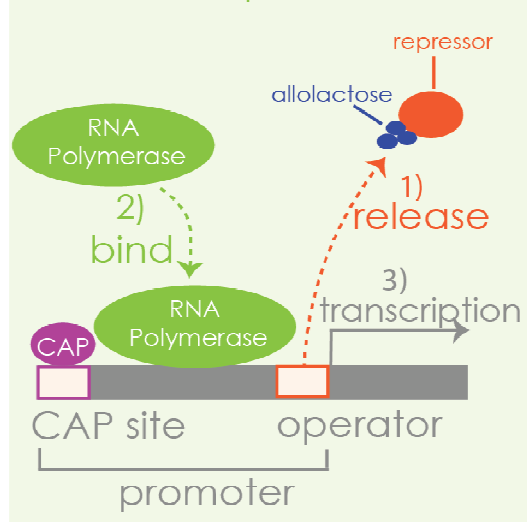 repressor
allolactose
RNA
Polymerase
1)
release
2)
bind
3)
transcription
RNA
Polymerase
CAP
CAP site
operator
promoter